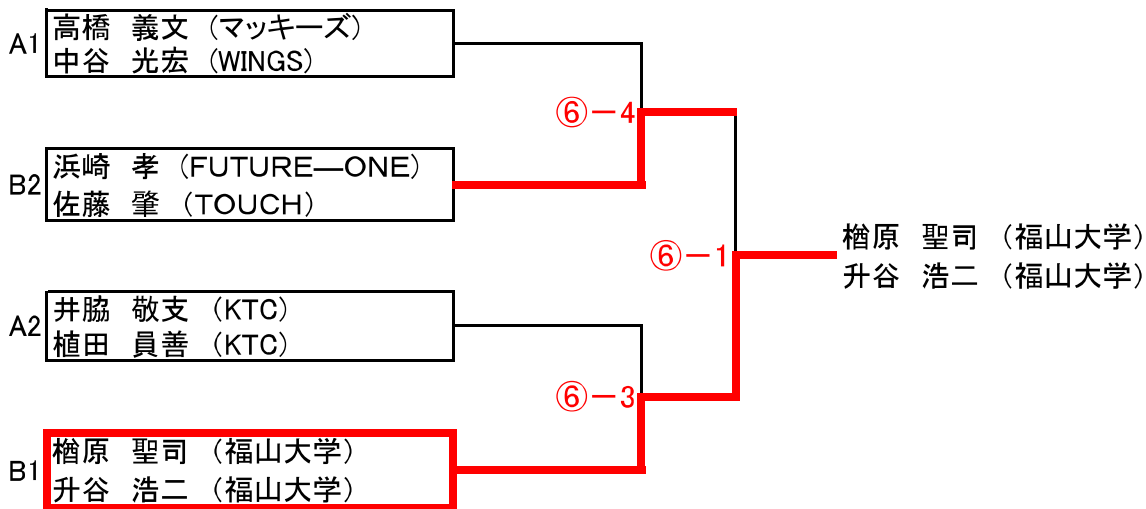 A1
高橋 義文 (マッキーズ)
中谷 光宏 (WINGS)
⑥－4
B2
浜崎 孝 (FUTURE―ONE)
佐藤 肇 (TOUCH)
⑥－1
楢原 聖司 (福山大学)
升谷 浩二 (福山大学)
A2
井脇 敬支 (KTC)
植田 員善 (KTC)
⑥－3
B1
楢原 聖司 (福山大学)
升谷 浩二 (福山大学)